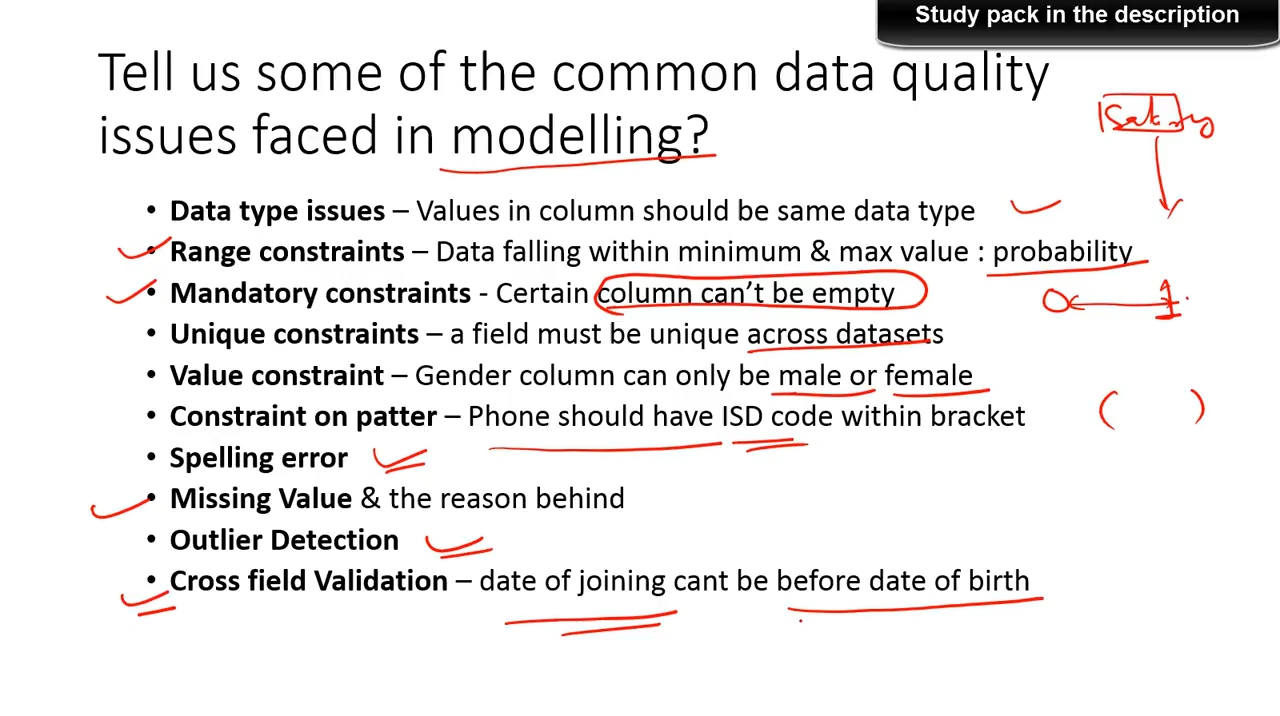 Study pack in the description
Tell us some of the common data quality
issues faced in modelling?
• Data type issues – Values in column should be same data type
• Range constraints – Data falling within minimum & max value : probability
• Mandatory constraints - Certain column can't be empty
0 1
• Unique constraints – a field must be unique across datasets
• Value constraint – Gender column can only be male or female
• Constraint on patter – Phone should have ISD code within bracket
( )
• Spelling error
• Missing Value & the reason behind
• Outlier Detection
• Cross field Validation – date of joining cant be before date of birth